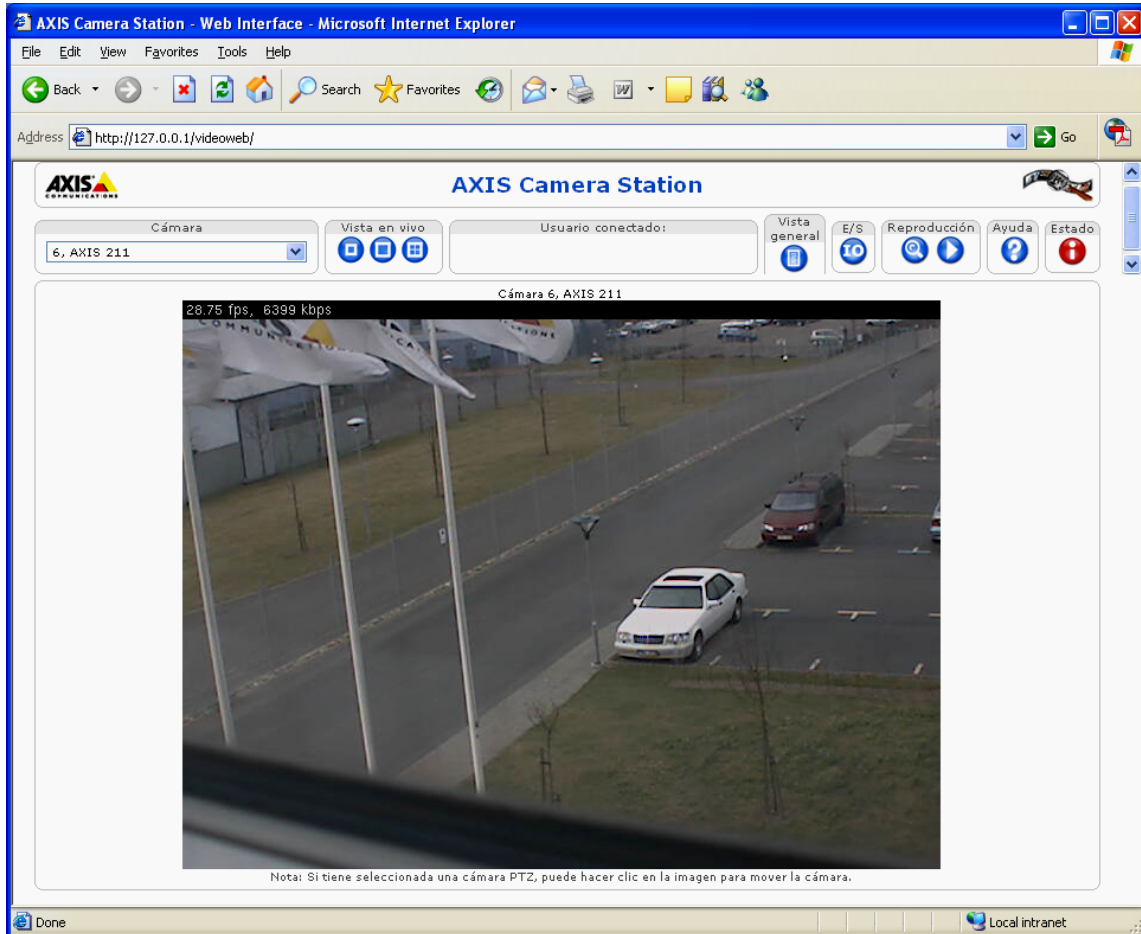 AXIS Camera Station - Web Interface - Microsoft Internet Explorer
File Edit View Favorites Tools Help
Back Search Favorites
Address http://127.0.0.1/videoweb/ Go
AXIS COMMUNICATIONS
AXIS Camera Station
Cámara
6, AXIS 211
Vista en vivo
Usuario conectado:
Vista general
E/S
IO
Reproducción
Ayuda
Estado
Cámara 6, AXIS 211
28.75 fps, 6399 kbps
Nota: Si tiene seleccionada una cámara PTZ, puede hacer clic en la imagen para mover la cámara.
Done Local intranet